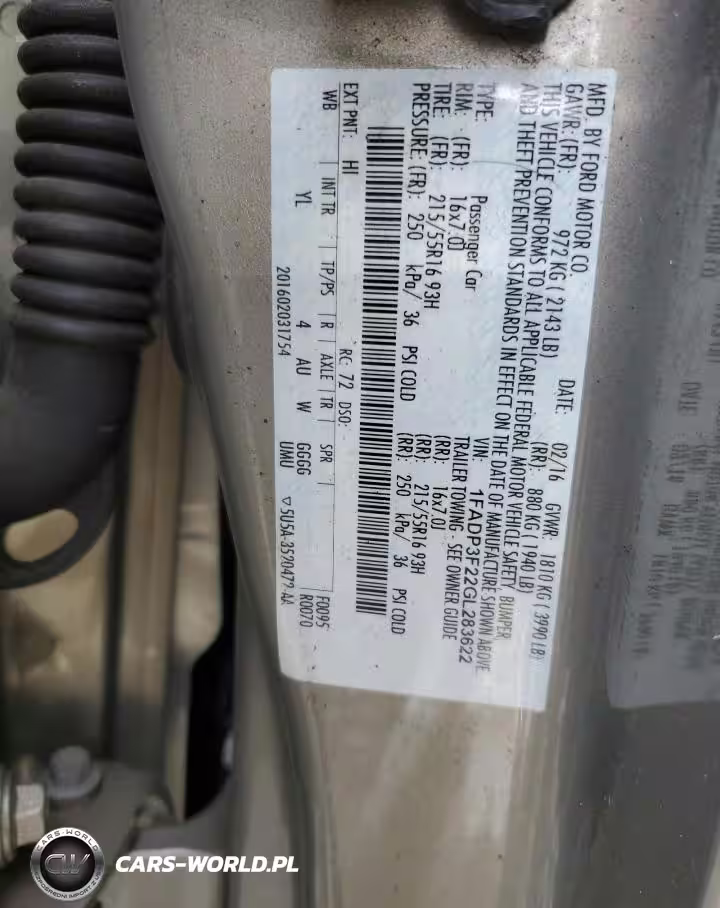 MFD. BY FORD MOTOR CO.
DATE: 02/16 GVWR: 1810 KG ( 3990 LB)
GAWR: (FR): 972 KG ( 2143 LB) (RR): 880 KG ( 1940 LB)
THIS VEHICLE CONFORMS TO ALL APPLICABLE FEDERAL MOTOR VEHICLE SAFETY, BUMPER
AND THEFT PREVENTION STANDARDS IN EFFECT ON THE DATE OF MANUFACTURE SHOWN ABOVE
VIN: 1FADP3F22GL283622
TYPE: Passenger Car TRAILER TOWING - SEE OWNER GUIDE
RIM: (FR): 16x7.0J (RR): 16x7.0J
TIRE: (FR): 215/55R16 93H (RR): 215/55R16 93H
PRESSURE: (FR): 250 kPa/ 36 PSI COLD (RR): 250 kPa/ 36 PSI COLD
EXT PNT: HI RC: 72 DSO: F0095
R0070
WB INT TR TP/PS R AXLE TR SPR
YL 4 AU W GGGG
201602031754 UMU 5U5A-3520472-AA
CARS-WORLD
CW
CARS-WORLD.PL